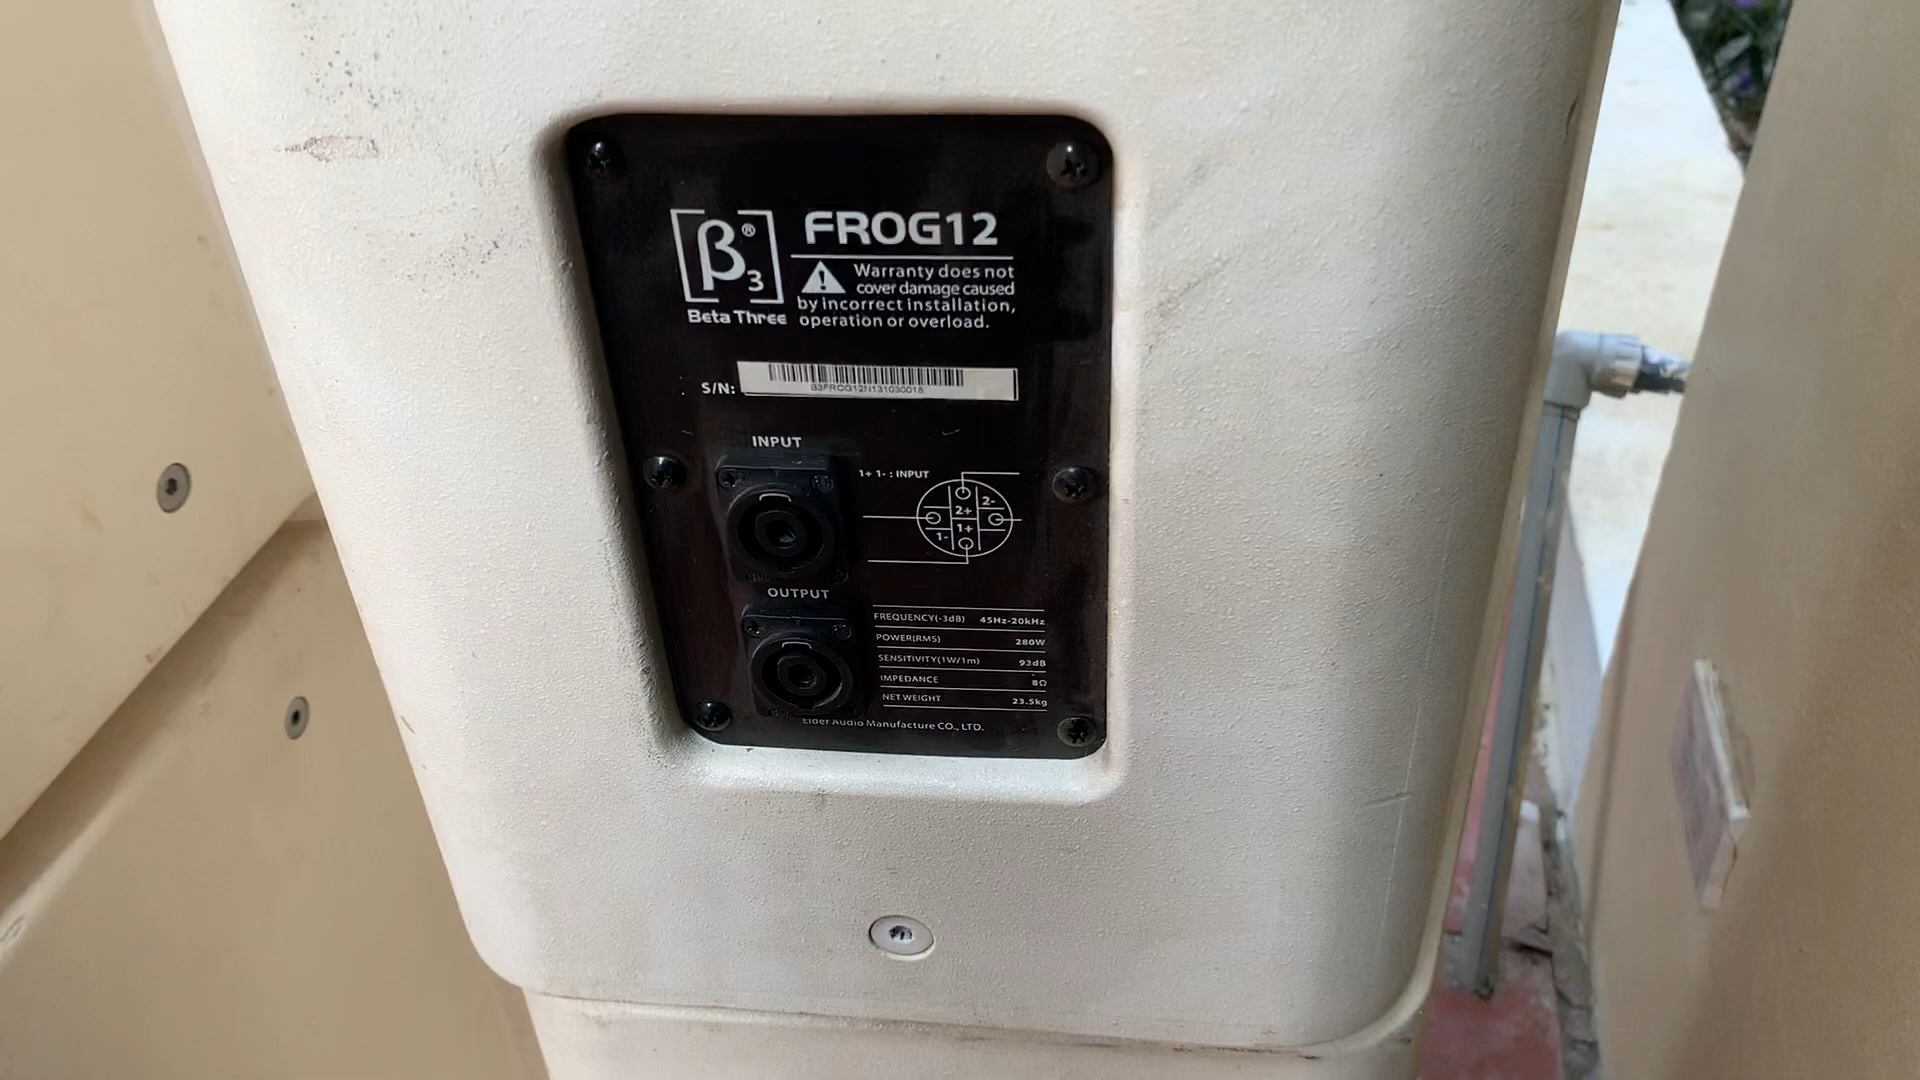 β®3
Beta Three
FROG12
Warranty does not
cover damage caused
by incorrect installation,
operation or overload.
S/N:
B3FROG12N131030018
INPUT
1+ 1- : INPUT
2-
2+
1+
1-
OUTPUT
FREQUENCY(-3dB) 45Hz-20kHz
POWER(RMS) 280W
SENSITIVITY(1W/1m) 93dB
IMPEDANCE 8Ω
NET WEIGHT 23.5kg
Elder Audio Manufacture CO., LTD.